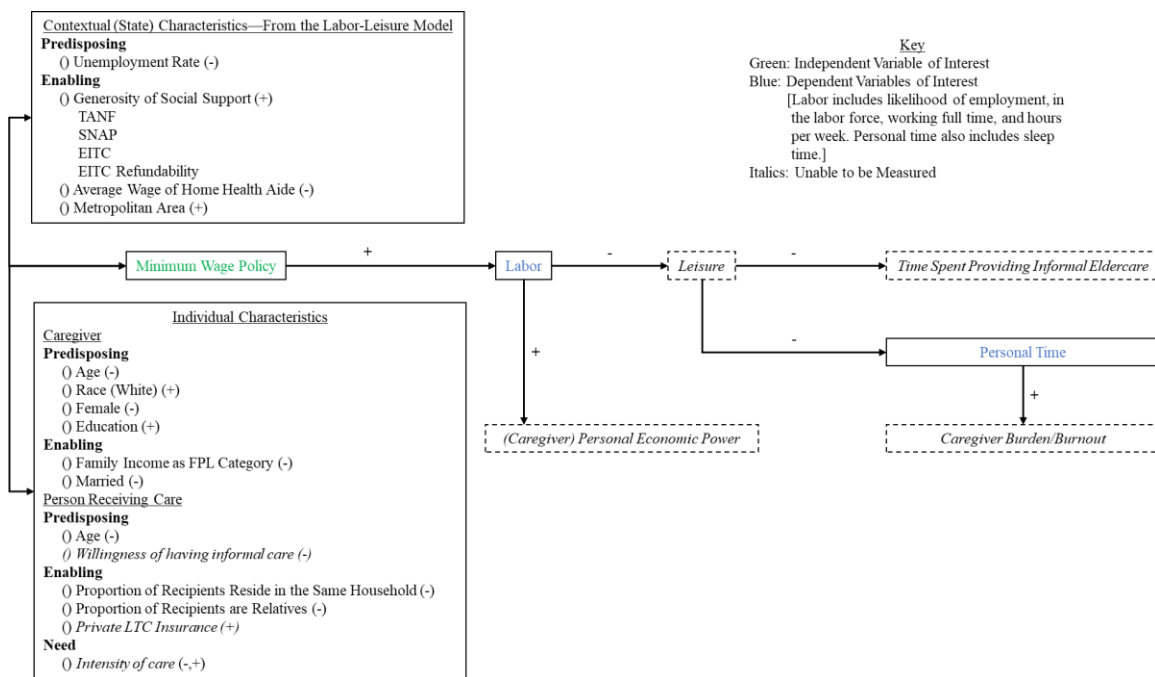 Contextual (State) Characteristics—From the Labor-Leisure Model
Predisposing
() Unemployment Rate (-)
Enabling
() Generosity of Social Support (+)
TANF
SNAP
EITC
EITC Refundability
() Average Wage of Home Health Aide (-)
() Metropolitan Area (+)
Key
Green: Independent Variable of Interest
Blue: Dependent Variables of Interest
[Labor includes likelihood of employment, in
the labor force, working full time, and hours
per week. Personal time also includes sleep
time.]
Italics: Unable to be Measured
Minimum Wage Policy
+
Labor
-
Leisure
-
Time Spent Providing Informal Eldercare
+
-
Personal Time
+
(Caregiver) Personal Economic Power
Caregiver Burden/Burnout
Individual Characteristics
Caregiver
Predisposing
() Age (-)
() Race (White) (+)
() Female (-)
() Education (+)
Enabling
() Family Income as FPL Category (-)
() Married (-)
Person Receiving Care
Predisposing
() Age (-)
() Willingness of having informal care (-)
Enabling
() Proportion of Recipients Reside in the Same Household (-)
() Proportion of Recipients are Relatives (-)
() Private LTC Insurance (+)
Need
() Intensity of care (-,+)